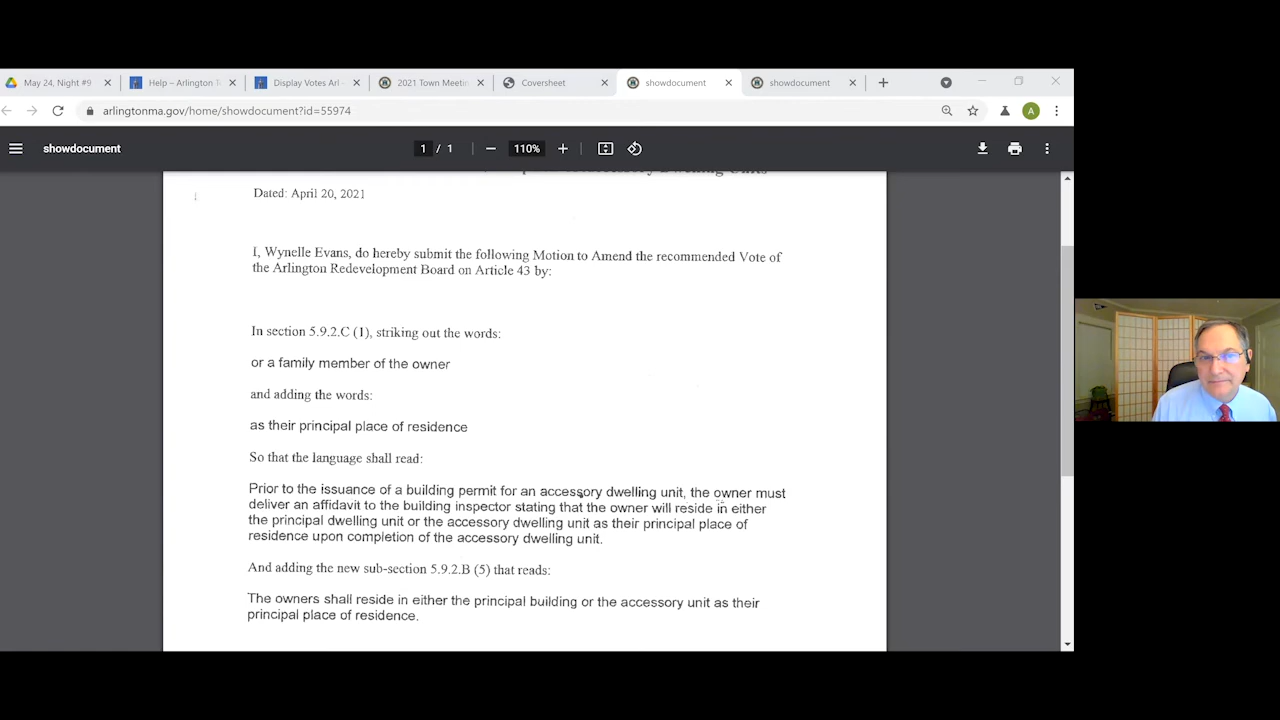 May 24, Night #9
Help – Arlington
Display Votes Arl
2021 Town Meetin
Coversheet
showdocument
showdocument
arlingtonma.gov/home/showdocument?id=55974
A
showdocument
1 / 1
110%
Dwelling Units
Dated: April 20, 2021
I, Wynelle Evans, do hereby submit the following Motion to Amend the recommended Vote of
the Arlington Redevelopment Board on Article 43 by:
In section 5.9.2.C (1), striking out the words:
or a family member of the owner
and adding the words:
as their principal place of residence
So that the language shall read:
Prior to the issuance of a building permit for an accessory dwelling unit, the owner must
deliver an affidavit to the building inspector stating that the owner will reside in either
the principal dwelling unit or the accessory dwelling unit as their principal place of
residence upon completion of the accessory dwelling unit.
And adding the new sub-section 5.9.2.B (5) that reads:
The owners shall reside in either the principal building or the accessory unit as their
principal place of residence.